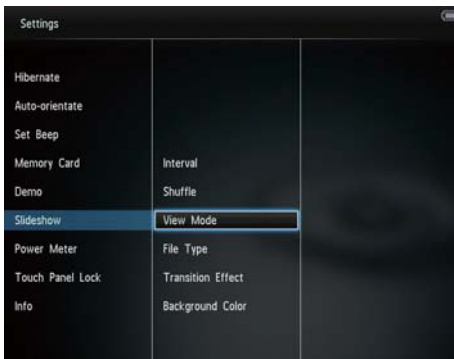 Settings
Hibernate
Auto-orientate
Set Beep
Memory Card
Demo
Slideshow
Power Meter
Touch Panel Lock
Info
Interval
Shuffle
View Mode
File Type
Transition Effect
Background Color